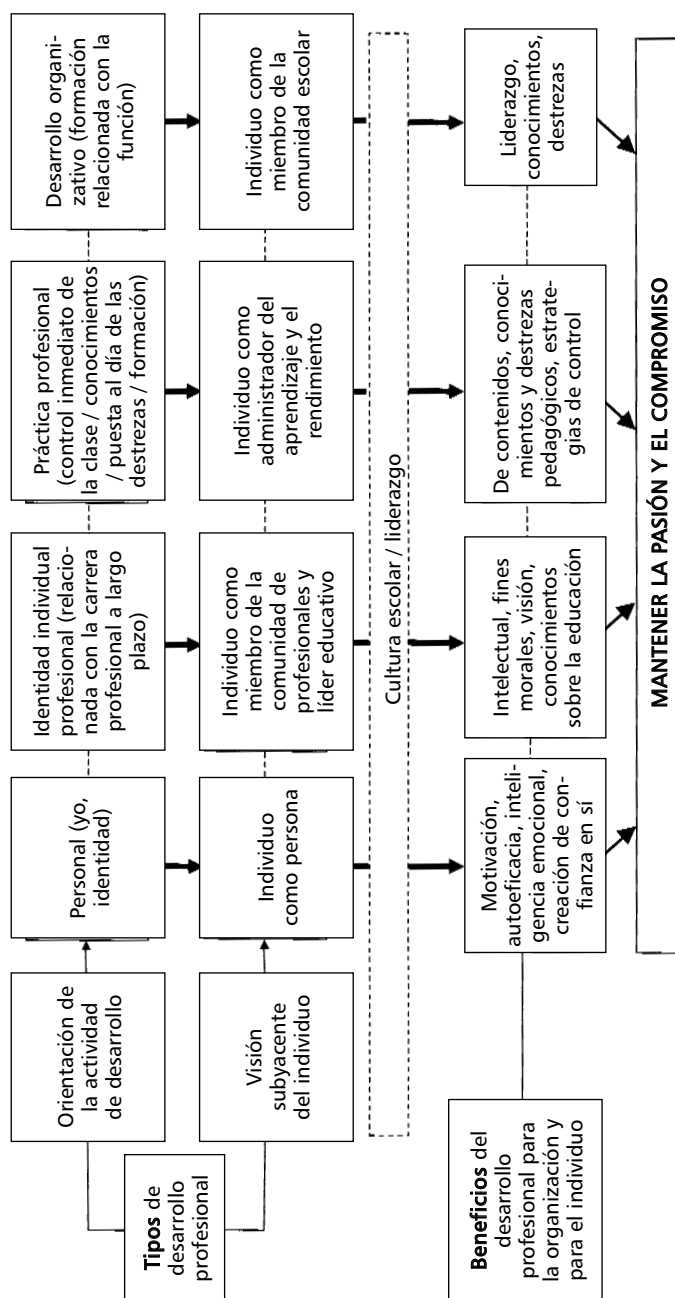 Tipos de
desarrollo
profesional
Orientación de
la actividad
de desarrollo
Personal (yo,
identidad)
Identidad individual
profesional (relacio-
nada con la carrera
profesional a largo
plazo)
Práctica profesional
(control inmediato de
la clase / conocimientos
/ puesta al día de las
destrezas / formación)
Desarrollo organi-
zativo (formación
relacionada con la
función)
Visión
subyacente
del individuo
Individuo
como persona
Individuo como
miembro de la
comunidad de
profesionales y
líder educativo
Individuo como
administrador del
aprendizaje y el
rendimiento
Individuo como
miembro de la
comunidad escolar
Cultura escolar / liderazgo
Beneficios del
desarrollo
profesional para
la organización y
para el individuo
Motivación,
autoeficacia, inteli-
gencia emocional,
creación de con-
fianza en sí
Intelectual, fines
morales, visión,
conocimientos
sobre la educación
De contenidos, conoci-
mientos y destrezas
pedagógicos, estrate-
gias de control
Liderazgo,
conocimientos,
destrezas
MANTENER LA PASIÓN Y EL COMPROMISO